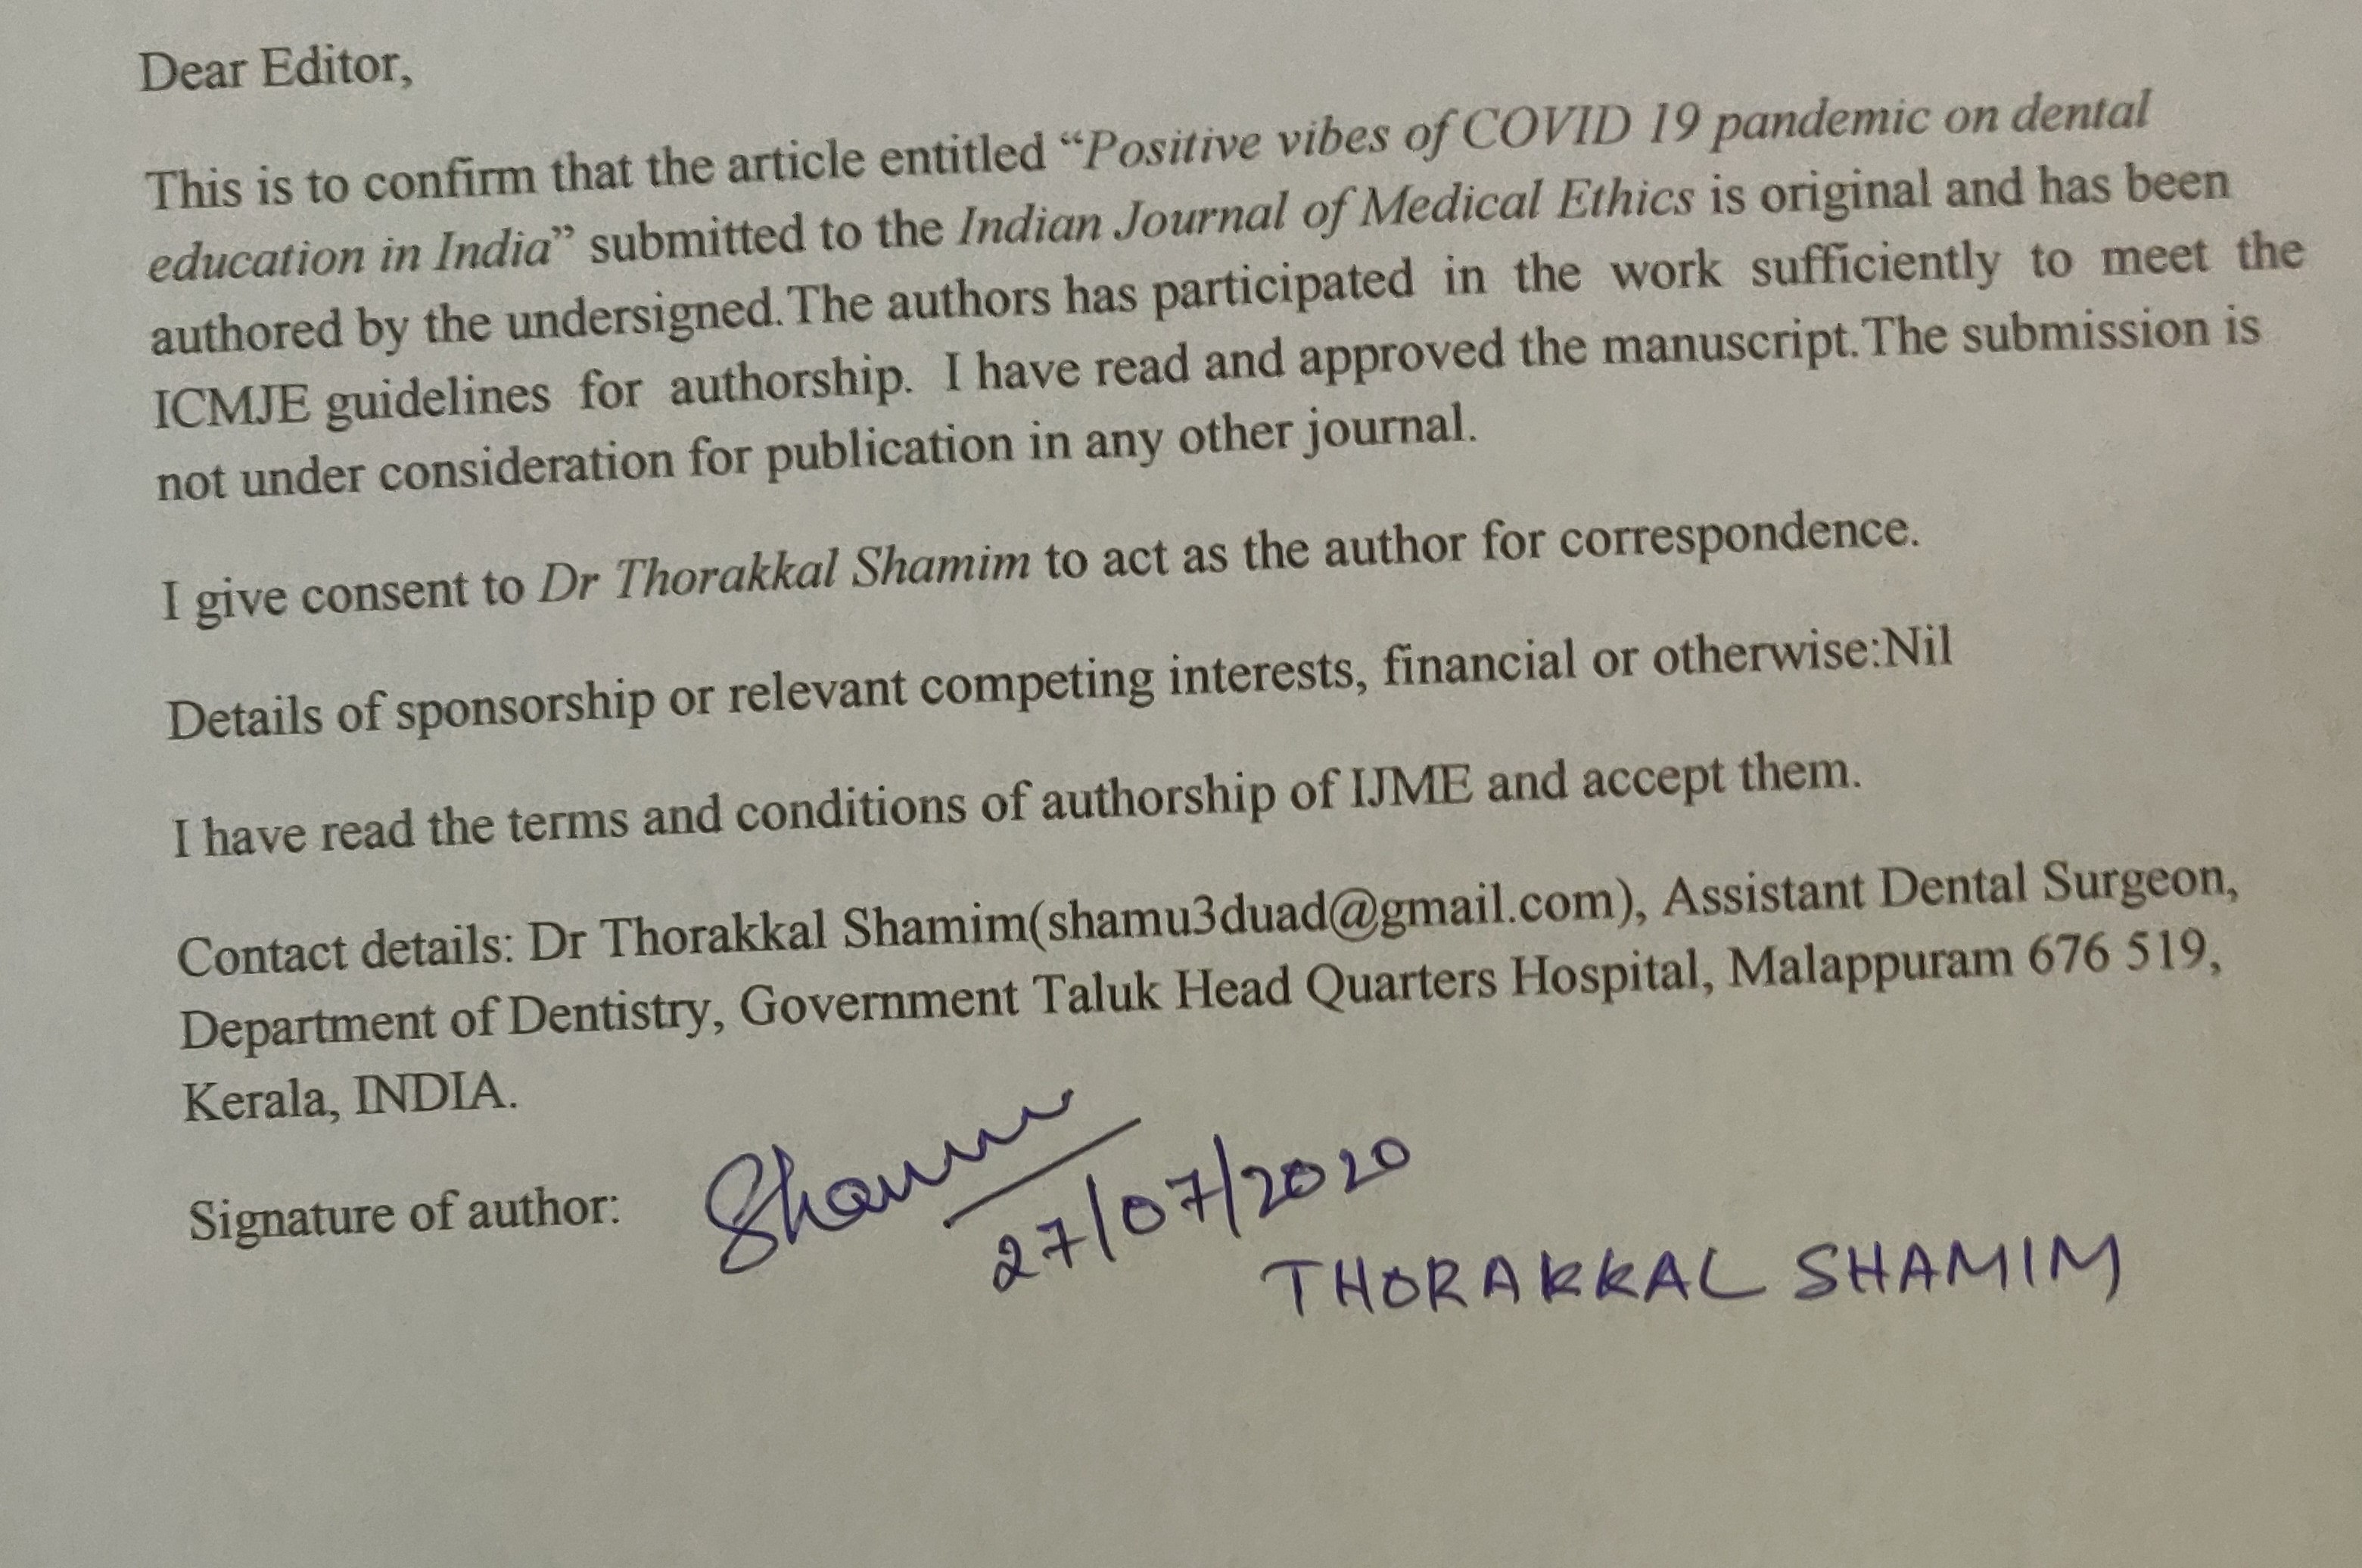 Dear Editor,
This is to confirm that the article entitled “Positive vibes of COVID 19 pandemic on dental
education in India” submitted to the Indian Journal of Medical Ethics is original and has been
authored by the undersigned.The authors has participated in the work sufficiently to meet the
ICMJE guidelines for authorship. I have read and approved the manuscript.The submission is
not under consideration for publication in any other journal.
I give consent to Dr Thorakkal Shamim to act as the author for correspondence.
Details of sponsorship or relevant competing interests, financial or otherwise:Nil
I have read the terms and conditions of authorship of IJME and accept them.
Contact details: Dr Thorakkal Shamim(shamu3duad@gmail.com), Assistant Dental Surgeon,
Department of Dentistry, Government Taluk Head Quarters Hospital, Malappuram 676 519,
Kerala, INDIA.
Signature of author:
27/07/2020
THORAKKAL SHAMIM